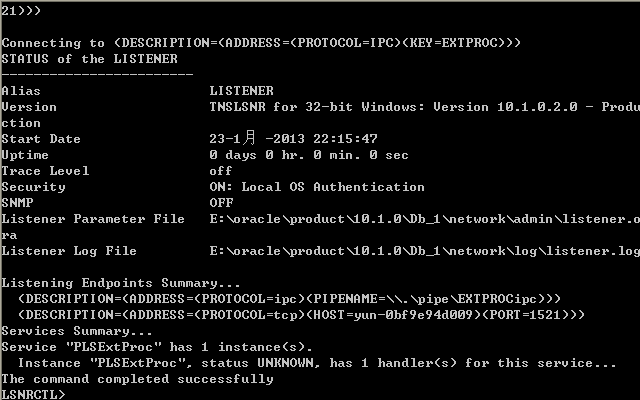 21)))
Connecting to (DESCRIPTION=(ADDRESS=(PROTOCOL=IPC)(KEY=EXTPROC)))
STATUS of the LISTENER
------------------------
Alias                     LISTENER
Version                   TNSLSNR for 32-bit Windows: Version 10.1.0.2.0 - Produ
ction
Start Date                23-1月 -2013 22:15:47
Uptime                    0 days 0 hr. 0 min. 0 sec
Trace Level               off
Security                  ON: Local OS Authentication
SNMP                      OFF
Listener Parameter File   E:\oracle\product\10.1.0\Db_1\network\admin\listener.o
ra
Listener Log File         E:\oracle\product\10.1.0\Db_1\network\log\listener.log
Listening Endpoints Summary...
  (DESCRIPTION=(ADDRESS=(PROTOCOL=ipc)(PIPENAME=\\.\pipe\EXTPROCipc)))
  (DESCRIPTION=(ADDRESS=(PROTOCOL=tcp)(HOST=yun-0bf9e94d009)(PORT=1521)))
Services Summary...
Service "PLSExtProc" has 1 instance(s).
  Instance "PLSExtProc", status UNKNOWN, has 1 handler(s) for this service...
The command completed successfully
LSNRCTL>